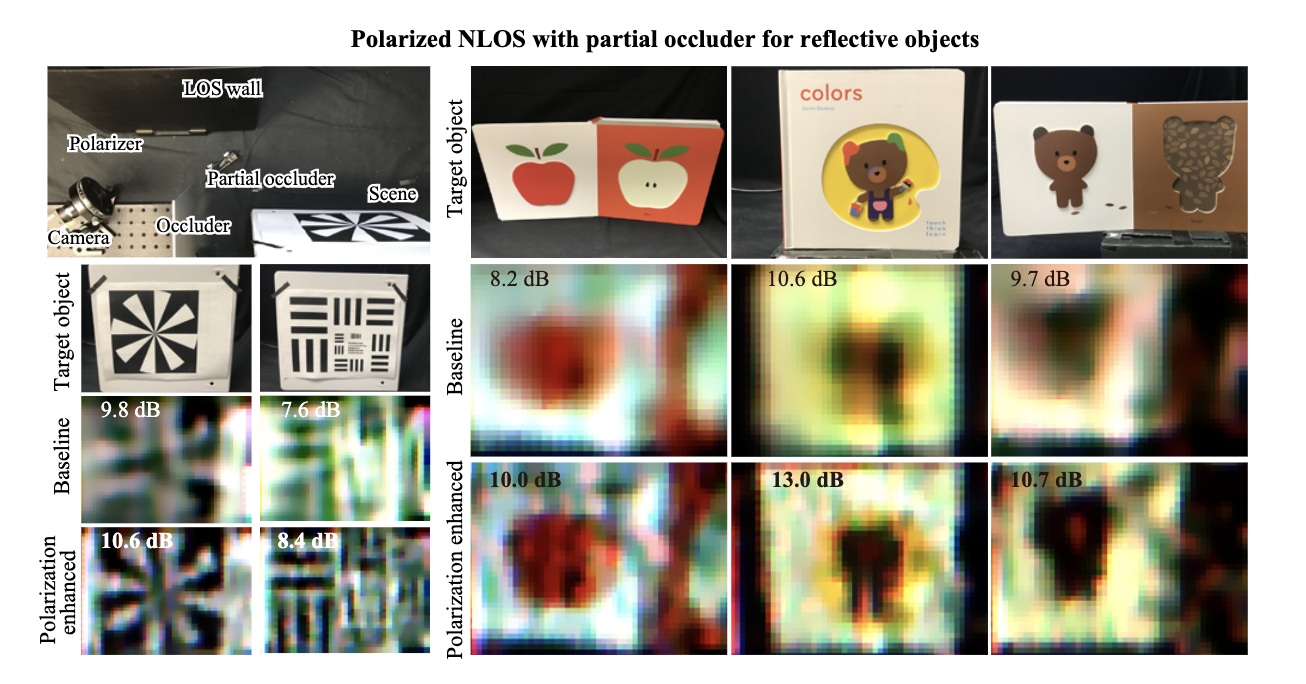 Polarized NLOS with partial occluder for reflective objects
LOS wall
Polarizer
Partial occluder
Scene
Occluder
Camera
Target object
Baseline
9.8 dB
7.6 dB
Polarization
enhanced
10.6 dB
8.4 dB
Target object
colors
touch
think
learn
Baseline
8.2 dB
10.6 dB
9.7 dB
Polarization enhanced
10.0 dB
13.0 dB
10.7 dB